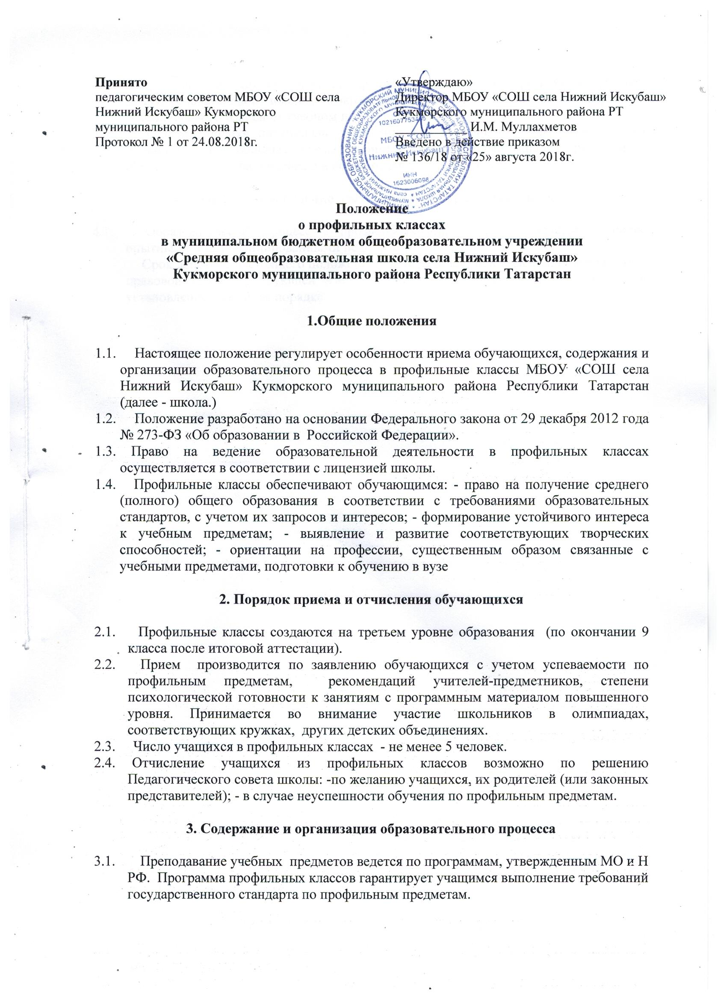 Принято
педагогическим советом МБОУ «СОШ села
Нижний Искубаш» Кукморского
муниципального района РТ
Протокол № 1 от 24.08.2018г.
«Утверждаю»
Директор МБОУ «СОШ села Нижний Искубаш»
Кукморского муниципального района РТ
____________И.М. Муллахметов
Введено в действие приказом
№ 136/18 от «25» августа 2018г.
МБОУ "СОШ
села
Нижний Искубаш"
ИНН
1623006098
Положение
о профильных классах
в муниципальном бюджетном общеобразовательном учреждении
«Средняя общеобразовательная школа села Нижний Искубаш»
Кукморского муниципального района Республики Татарстан
1.Общие положения
1.1. Настоящее положение регулирует особенности приема обучающихся, содержания и
организации образовательного процесса в профильные классы МБОУ «СОШ села
Нижний Искубаш» Кукморского муниципального района Республики Татарстан
(далее - школа.)
1.2. Положение разработано на основании Федерального закона от 29 декабря 2012 года
№ 273-ФЗ «Об образовании в Российской Федерации».
1.3. Право на ведение образовательной деятельности в профильных классах
осуществляется в соответствии с лицензией школы.
1.4. Профильные классы обеспечивают обучающимся: - право на получение среднего
(полного) общего образования в соответствии с требованиями образовательных
стандартов, с учетом их запросов и интересов; - формирование устойчивого интереса
к учебным предметам; - выявление и развитие соответствующих творческих
способностей; - ориентации на профессии, существенным образом связанные с
учебными предметами, подготовки к обучению в вузе
2. Порядок приема и отчисления обучающихся
2.1. Профильные классы создаются на третьем уровне образования (по окончании 9
класса после итоговой аттестации).
2.2. Прием производится по заявлению обучающихся с учетом успеваемости по
профильным предметам, рекомендаций учителей-предметников, степени
психологической готовности к занятиям с программным материалом повышенного
уровня. Принимается во внимание участие школьников в олимпиадах,
соответствующих кружках, других детских объединениях.
2.3. Число учащихся в профильных классах - не менее 5 человек.
2.4. Отчисление учащихся из профильных классов возможно по решению
Педагогического совета школы: -по желанию учащихся, их родителей (или законных
представителей); - в случае неуспешности обучения по профильным предметам.
3. Содержание и организация образовательного процесса
3.1. Преподавание учебных предметов ведется по программам, утвержденным МО и Н
РФ. Программа профильных классов гарантирует учащимся выполнение требований
государственного стандарта по профильным предметам.